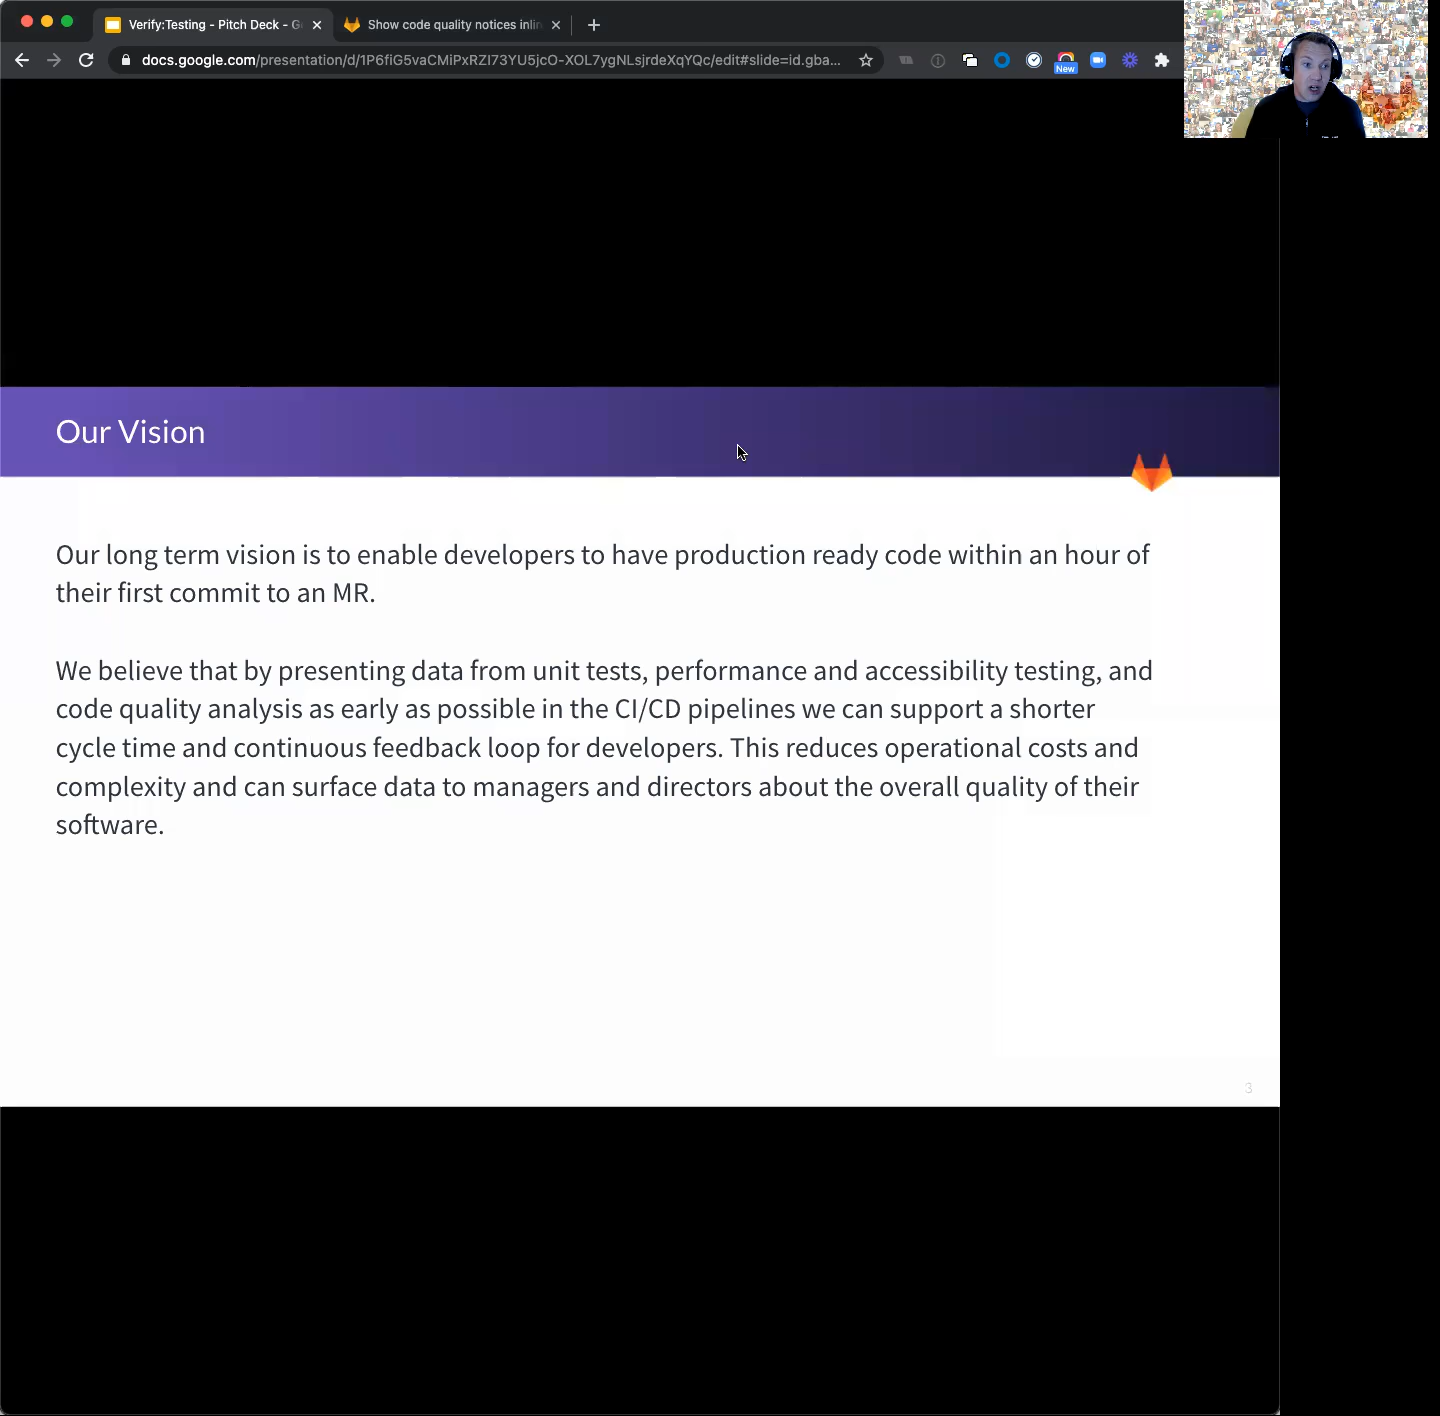 Verify:Testing - Pitch Deck - G
Show code quality notices inlin
docs.google.com/presentation/d/1P6fiG5vaCMiPxRZI73YU5jcO-XOL7ygNLsjrdeXqYQc/edit#slide=id.gba...
New
Our Vision
Our long term vision is to enable developers to have production ready code within an hour of
their first commit to an MR.
We believe that by presenting data from unit tests, performance and accessibility testing, and
code quality analysis as early as possible in the CI/CD pipelines we can support a shorter
cycle time and continuous feedback loop for developers. This reduces operational costs and
complexity and can surface data to managers and directors about the overall quality of their
software.
3